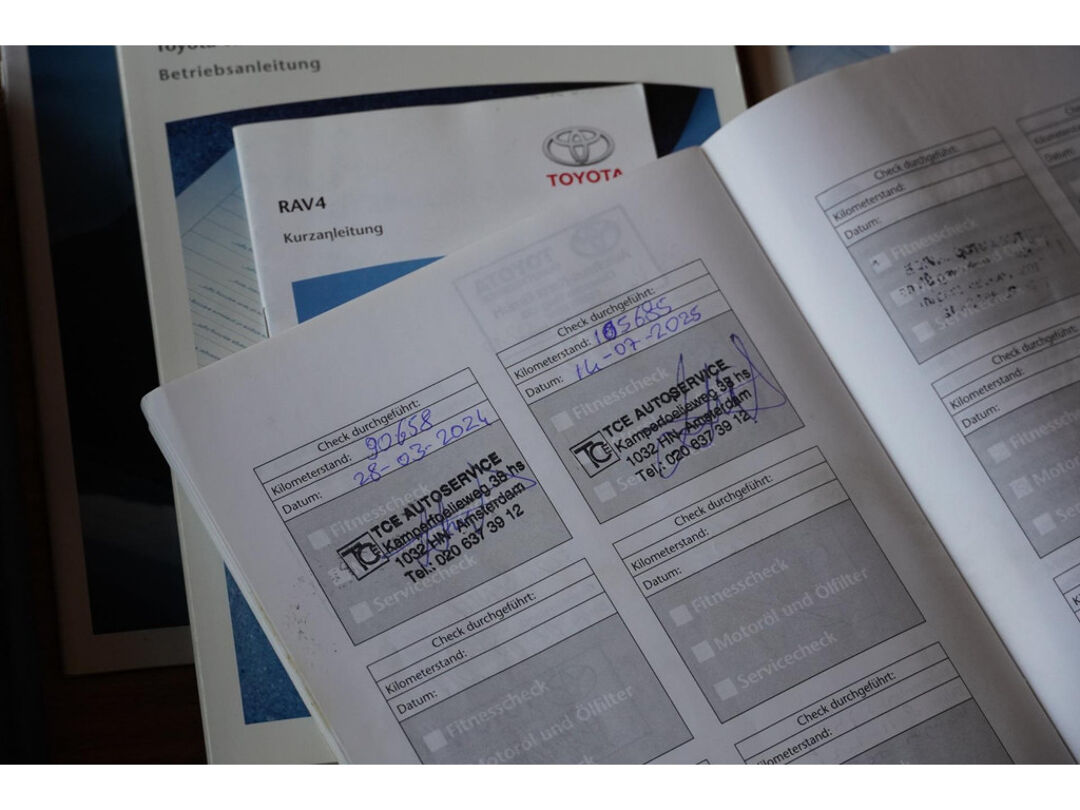 Betriebsanleitung
TOYOTA
RAV4
Kurzanleitung
Check durchgeführt:
Kilometerstand: 90658
Datum: 28-03-2024
Fitnesscheck
TCE AUTOSERVICE
Kamperfoelieweg 38 hs
1032 HN Amsterdam
Tel.: 020 637 39 12
Servicecheck
Check durchgeführt:
Kilometerstand:
Datum:
Fitnesscheck
Motoröl und Ölfilter
Check durchgeführt:
Kilometerstand: 105685
Datum: 14-07-2025
Fitnesscheck
TCE AUTOSERVICE
Kamperfoelieweg 38 hs
1032 HN Amsterdam
Tel.: 020 637 39 12
Check durchgeführt:
Kilometerstand:
Datum:
Fitnesscheck
Motoröl und Ölfilter
Servicecheck
Check durchgeführt:
Kilometerstand:
Datum:
Fitnesscheck
Check durchgeführt:
Kilometerstand:
Datum:
Fitnesscheck
Check durchgeführt:
Kilometerstand:
Datum: